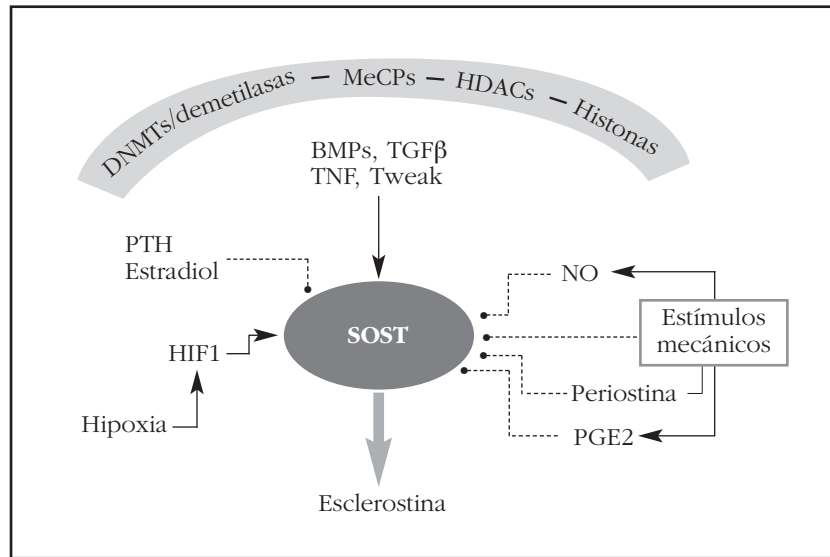 DNMTs/demetilasas – MeCPs – HDACs – Histonas
BMPs, TGFβ
TNF, Tweak
PTH
Estradiol
NO
SOST
Estímulos
mecánicos
HIF1
Periostina
Hipoxia
PGE2
Esclerostina